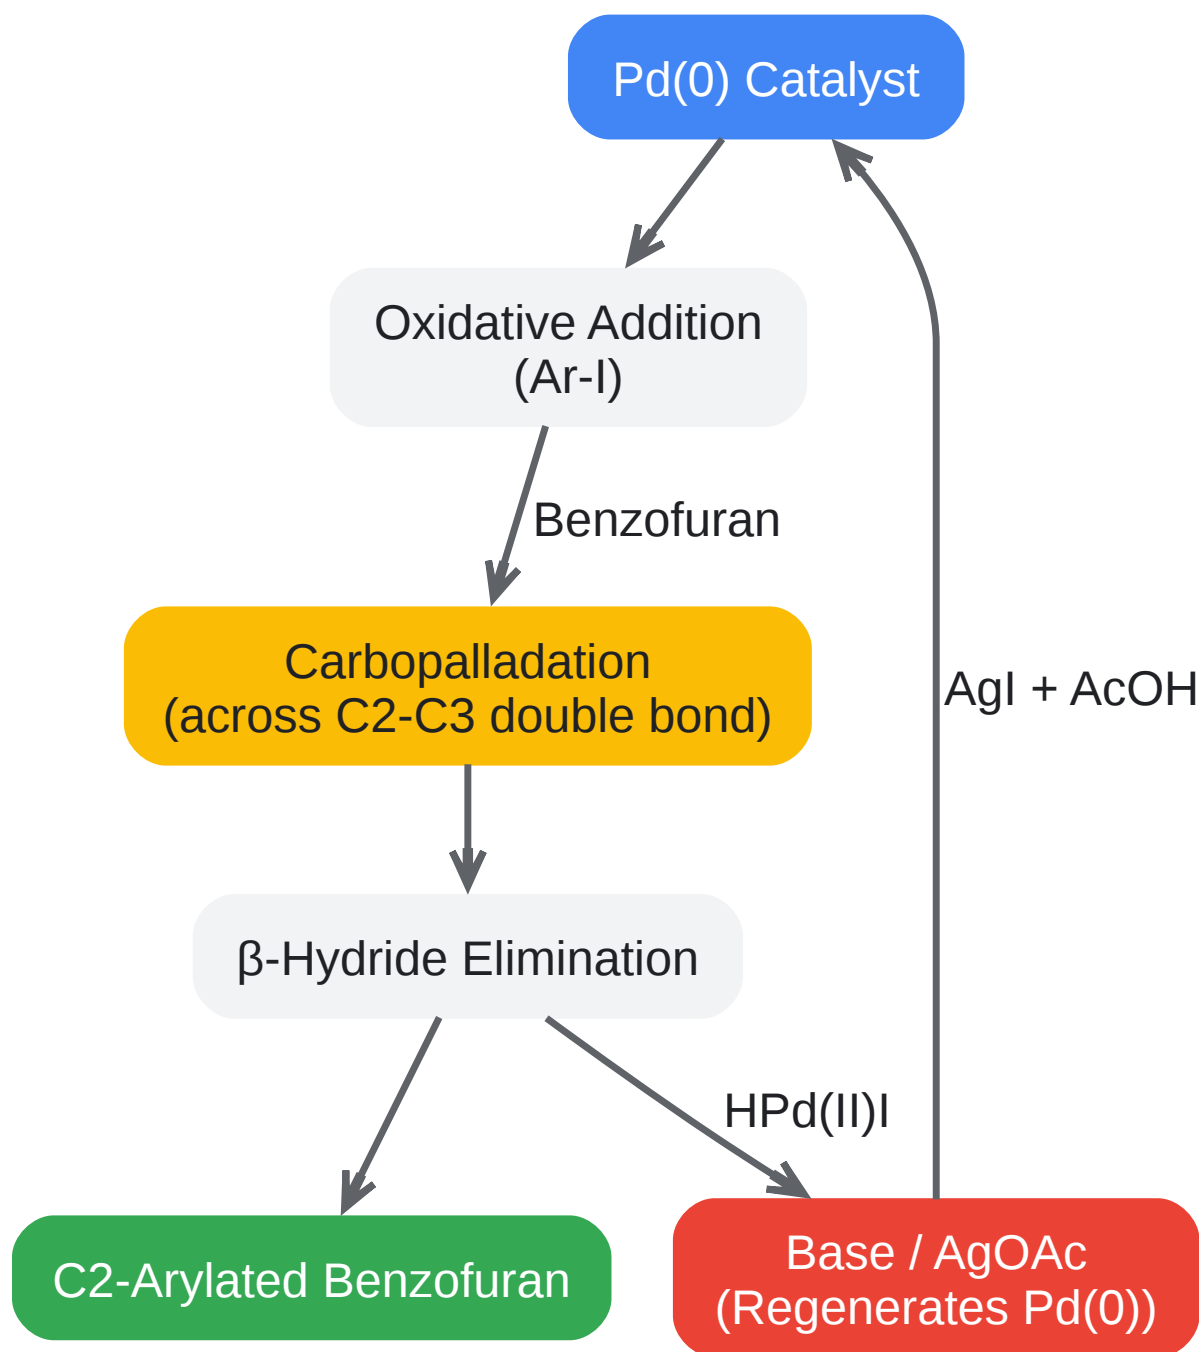 Pd(0) Catalyst
Oxidative Addition
(Ar-I)
Benzofuran
Carbopalladation
(across C2-C3 double bond)
AgI + AcOH
β-Hydride Elimination
HPd(II)I
C2-Arylated Benzofuran
Base / AgOAc
(Regenerates Pd(0))